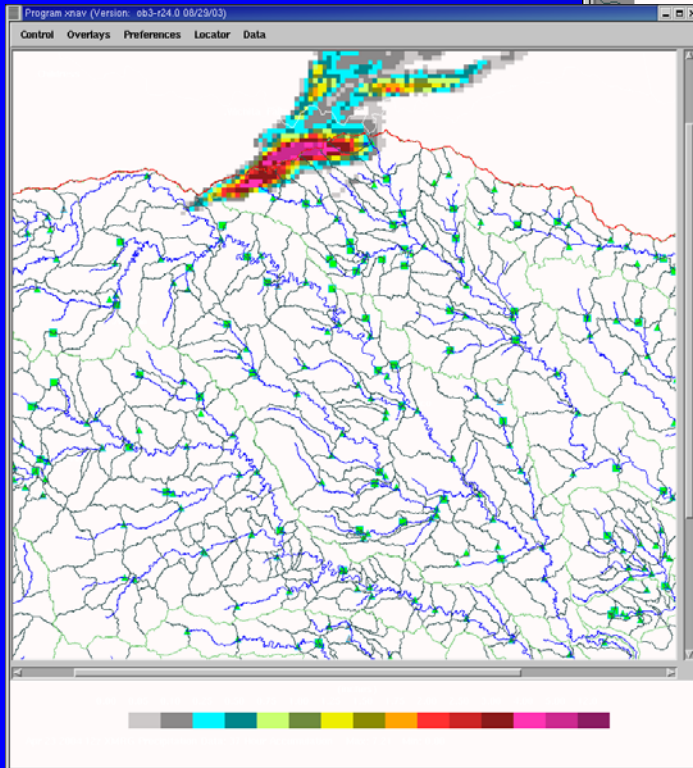 Program xnav (Version: ob3-r24.0 08/29/03)
Control Overlays Preferences Locator Data